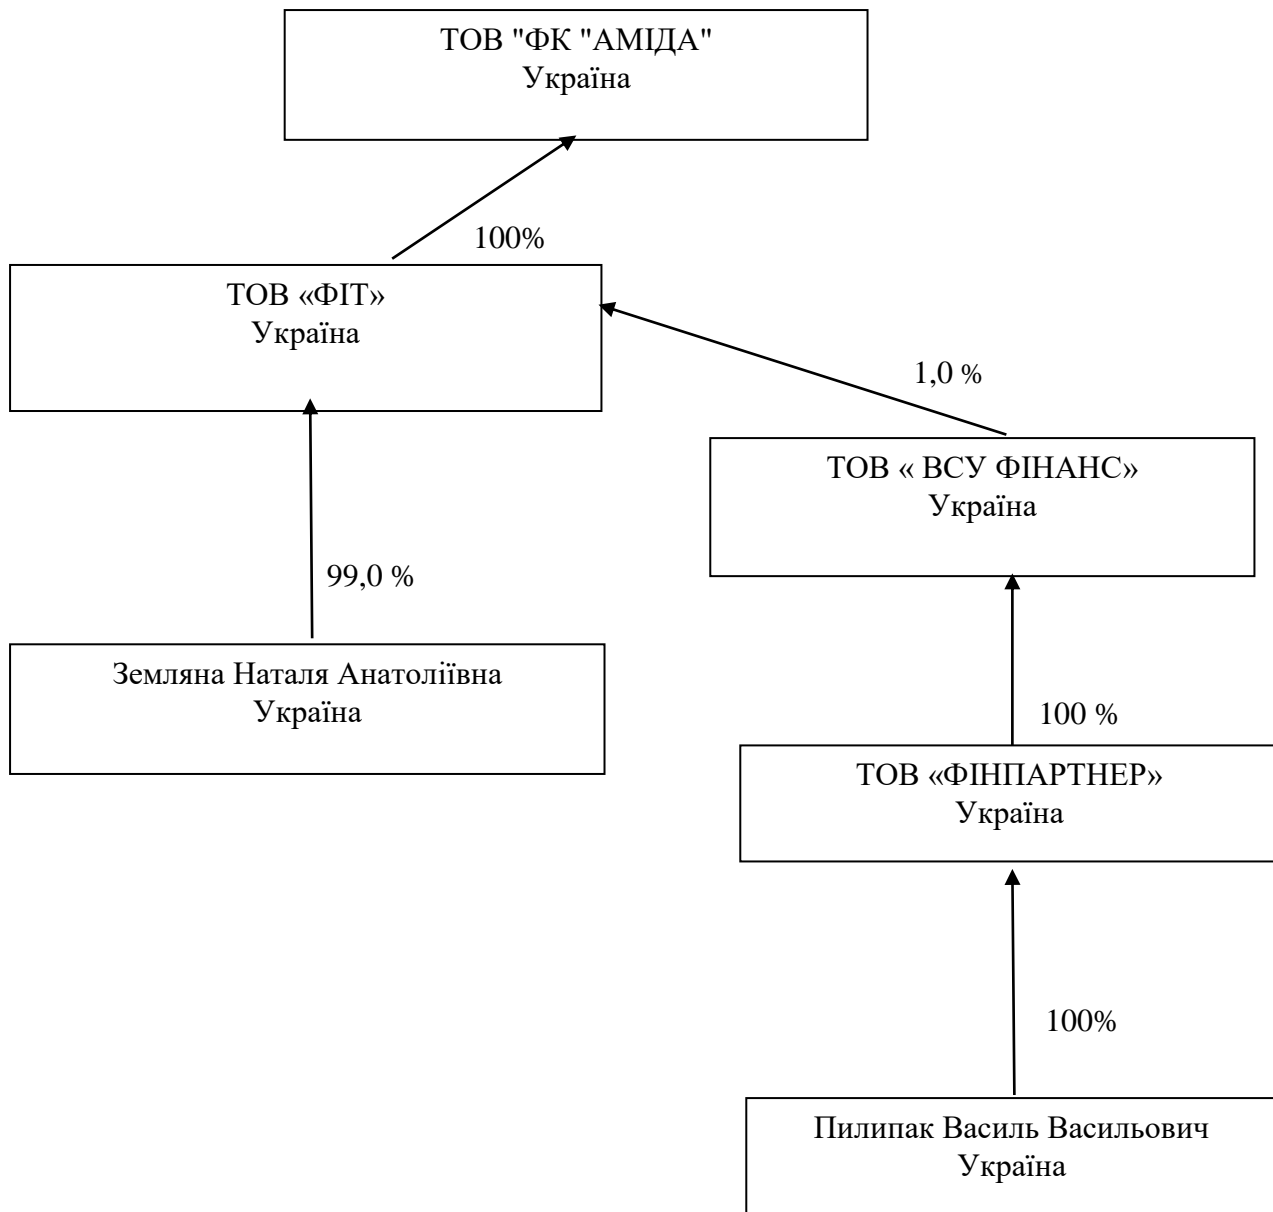 ТОВ "ФК "АМІДА"
Україна
100%
ТОВ «ФІТ»
Україна
1,0 %
ТОВ « ВСУ ФІНАНС»
Україна
99,0 %
Земляна Наталя Анатоліївна
Україна
100 %
ТОВ «ФІНПАРТНЕР»
Україна
100%
Пилипак Василь Васильович
Україна